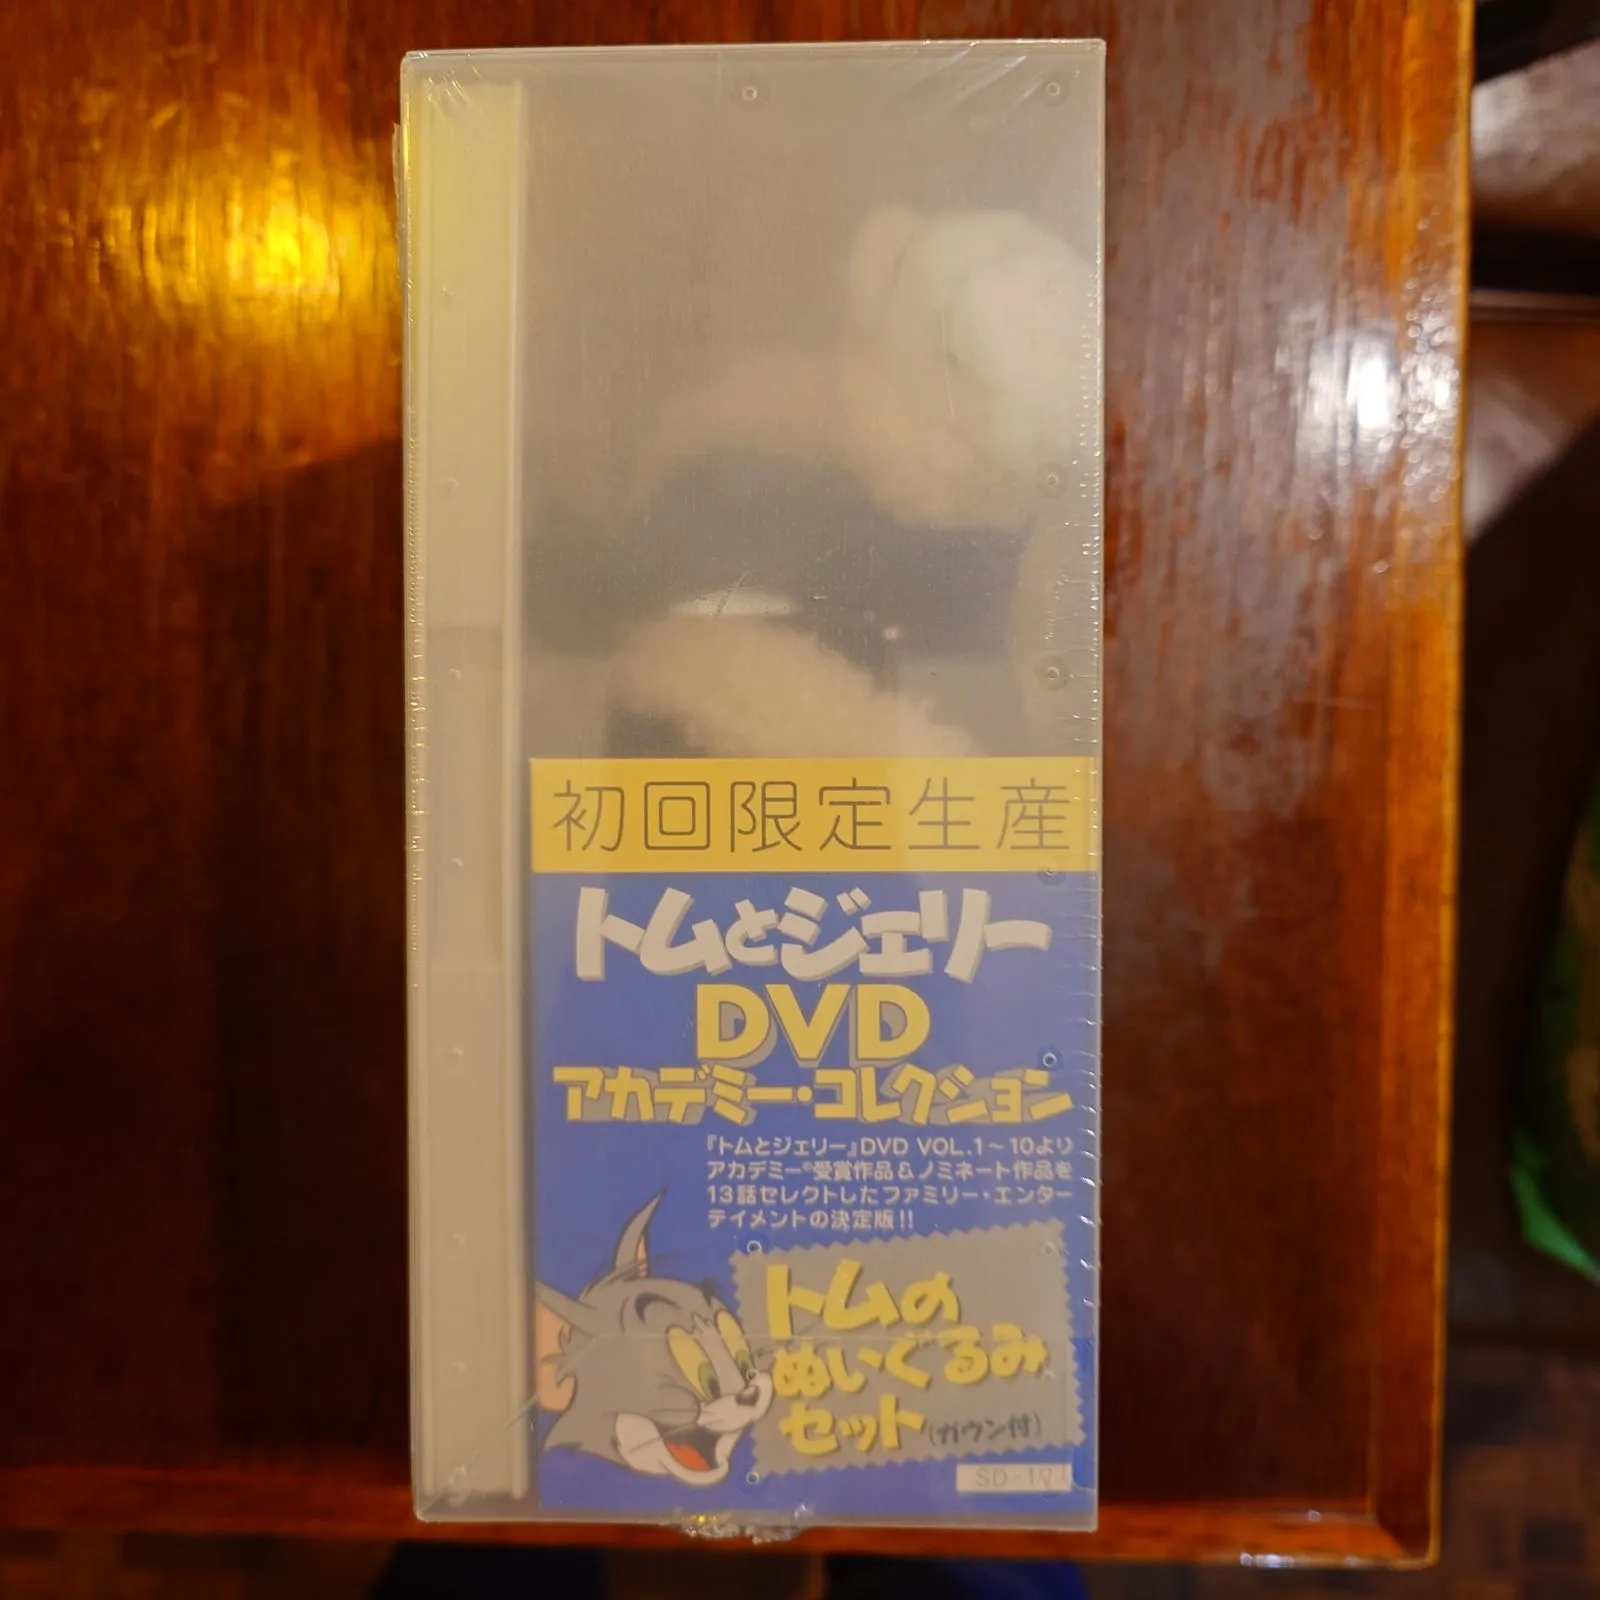 初回限定生産
トムとジェリー
DVD
アカデミー・コレクション
『トムとジェリー』DVD VOL.1~10より
アカデミー®受賞作品&ノミネート作品を
13話セレクトしたファミリー・エンター
テイメントの決定版!!
トムの
ぬいぐるみ
セット(ガウン付)